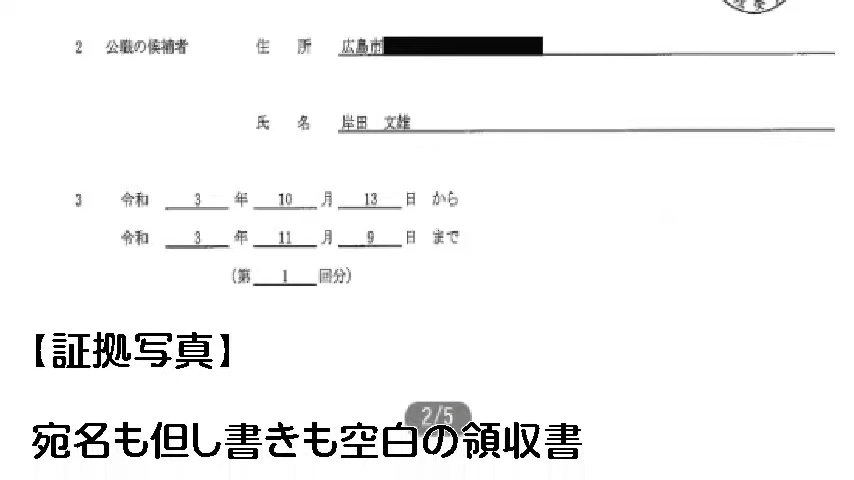 2 公職の候補者 住 所 広島市
氏 名 岸田 文雄
3 令和 3 年 10 月 13 日 から
令和 3 年 11 月 9 日 まで
(第 1 回分)
【証拠写真】
2/5
宛名も但し書きも空白の領収書